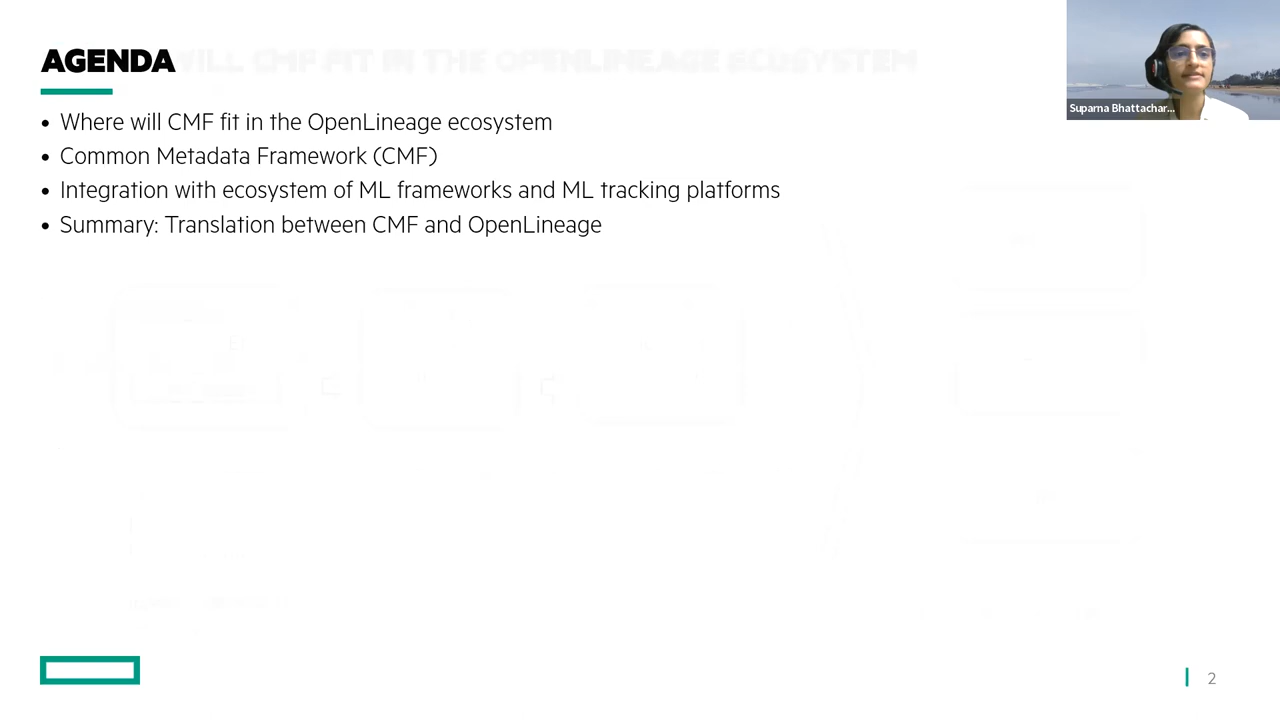 AGENDA
WILL CMF FIT IN THE OPENLINEAGE ECOSYSTEM
• Where will CMF fit in the OpenLineage ecosystem
• Common Metadata Framework (CMF)
• Integration with ecosystem of ML frameworks and ML tracking platforms
• Summary: Translation between CMF and OpenLineage
Suparna Bhattachar...
2